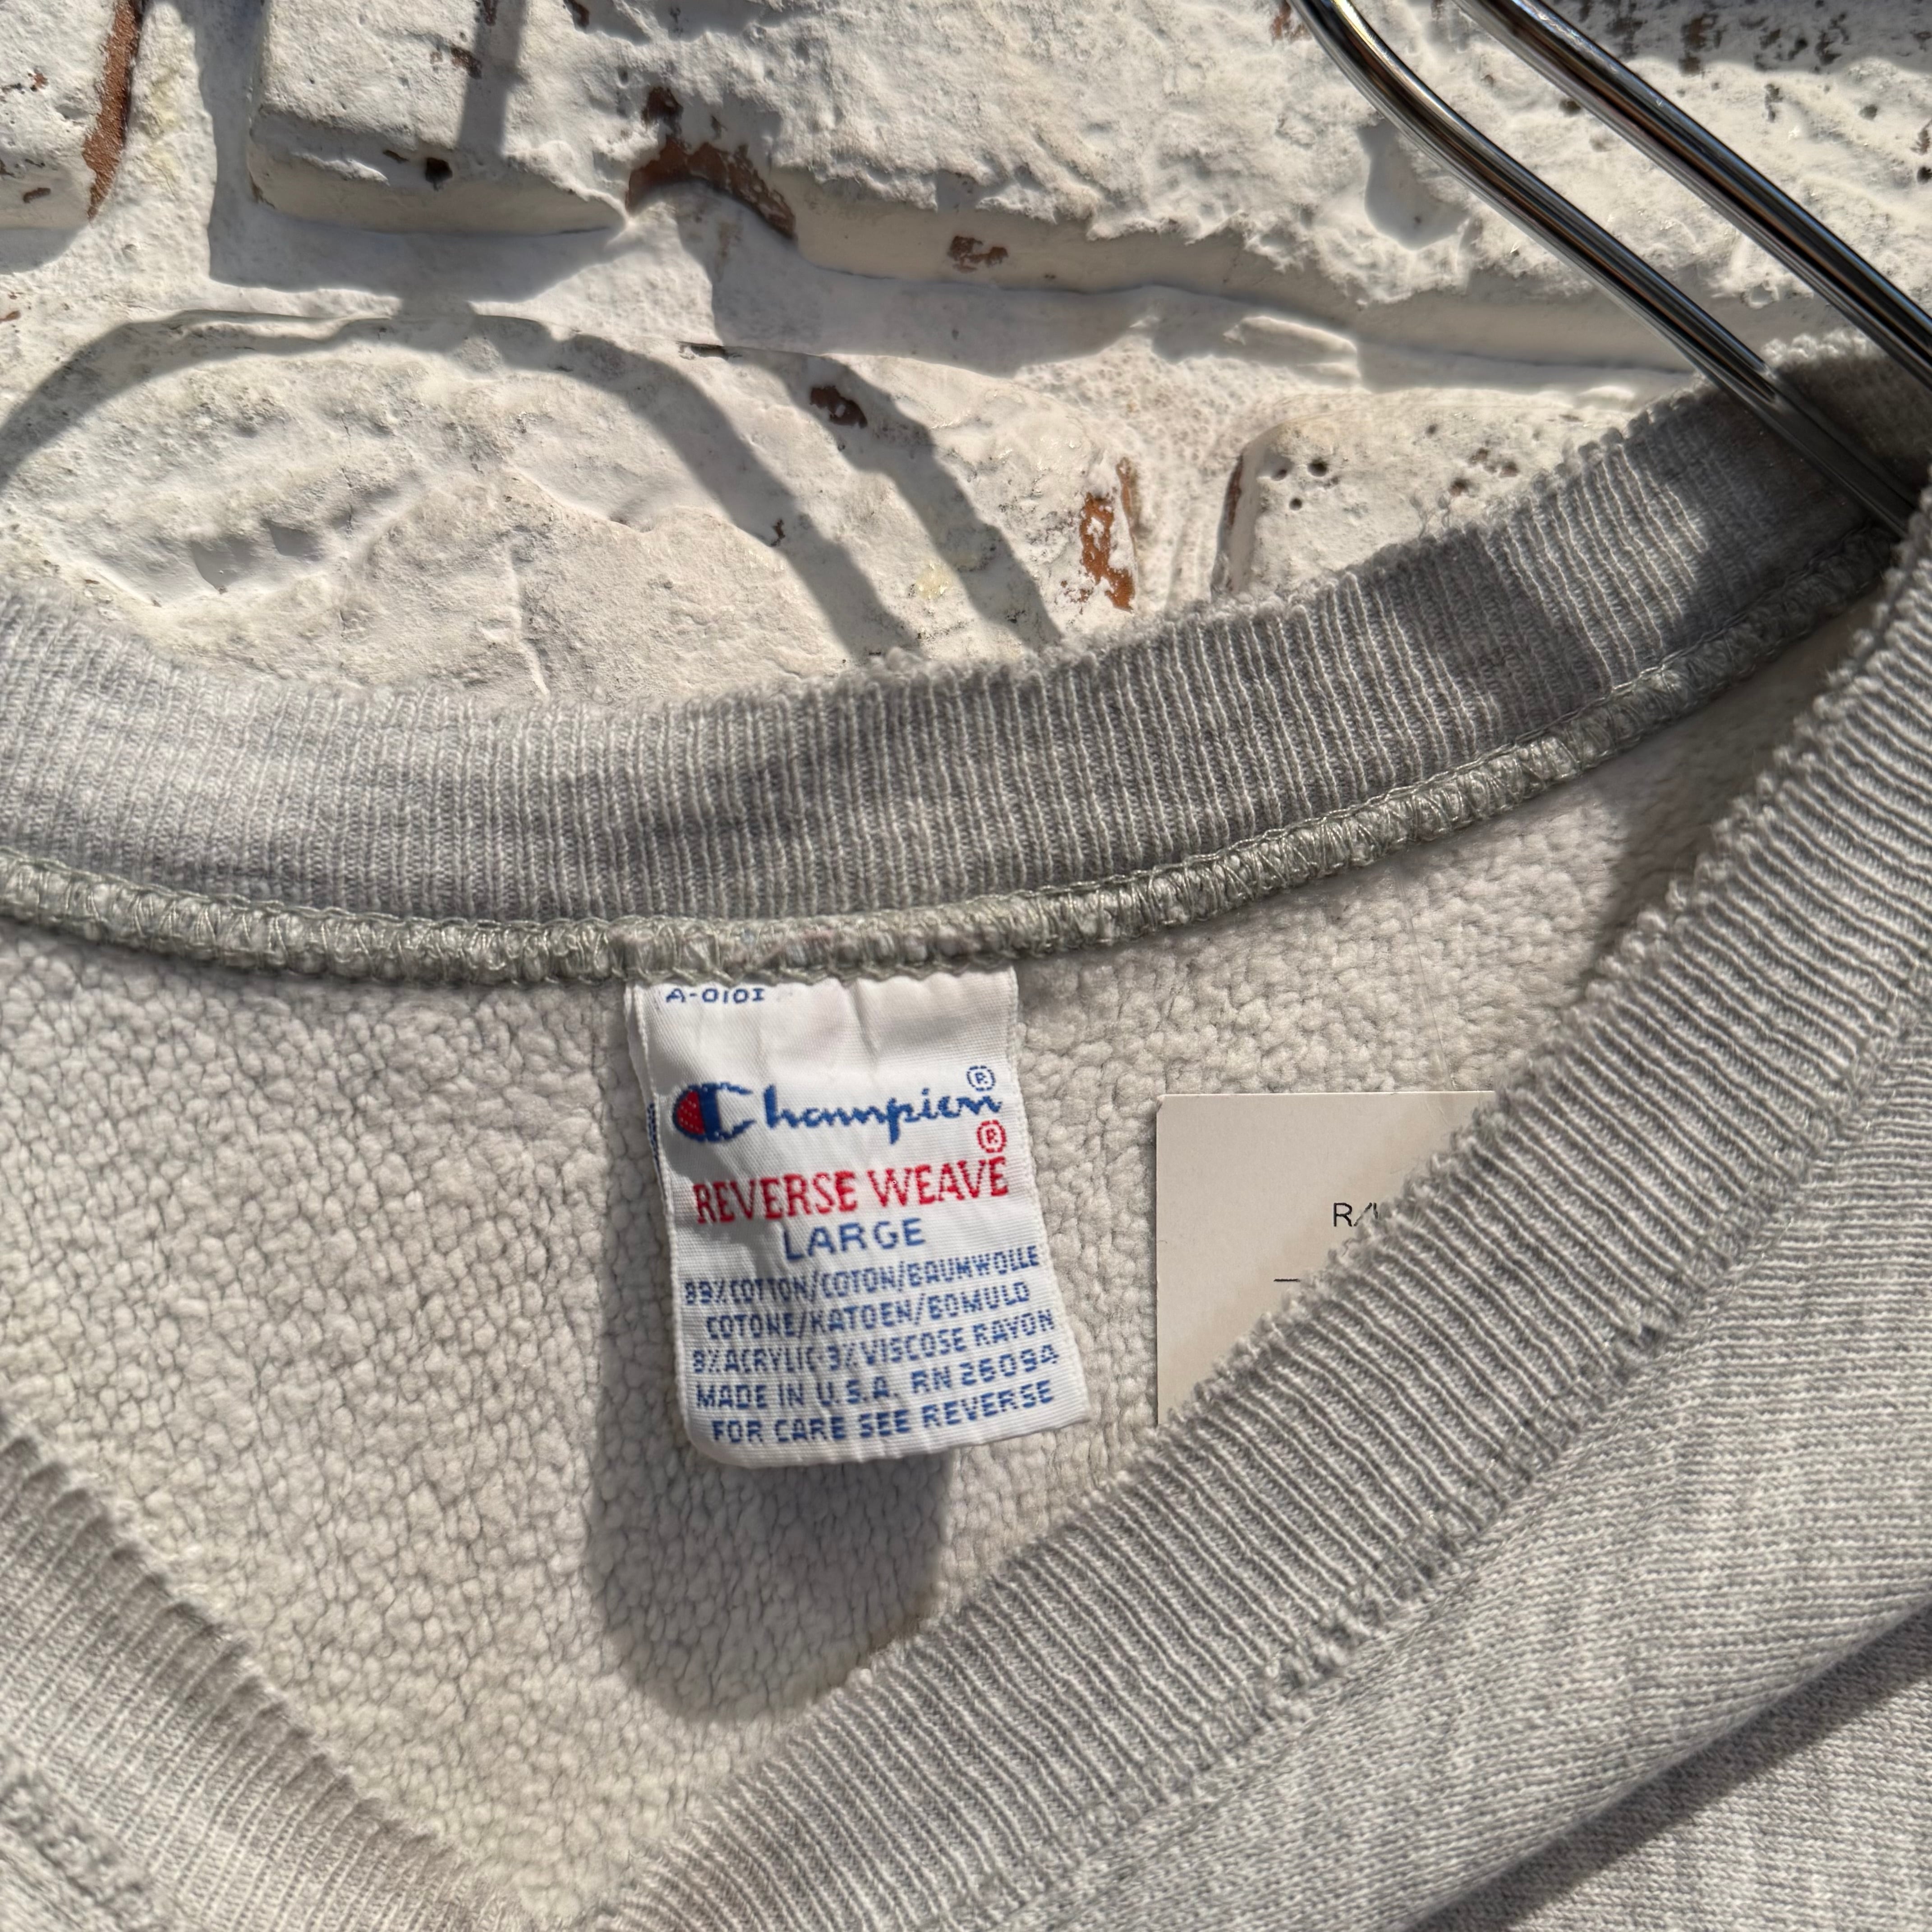 A-0101
Champion®
REVERSE WEAVE®
LARGE
89%COTTON/COTON/BAUMWOLLE
COTONE/KATOEN/BOMULD
8%ACRYLIC·3%VISCOSE RAYON
MADE IN U.S.A. RN 26094
FOR CARE SEE REVERSE
R/